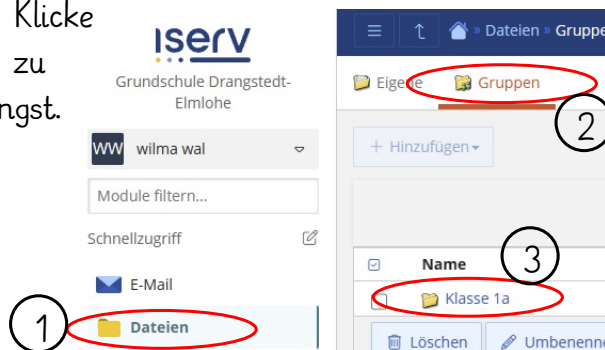 Klicke
zu
ngst.
Iserv
Grundschule Drangstedt-
Elmlohe
WW wilma wal
Module filtern...
Schnellzugriff
E-Mail
1 Dateien
» Dateien » Gruppe
Eigene Gruppen
2
+ Hinzufügen
3
Name
Klasse 1a
Löschen Umbenenn